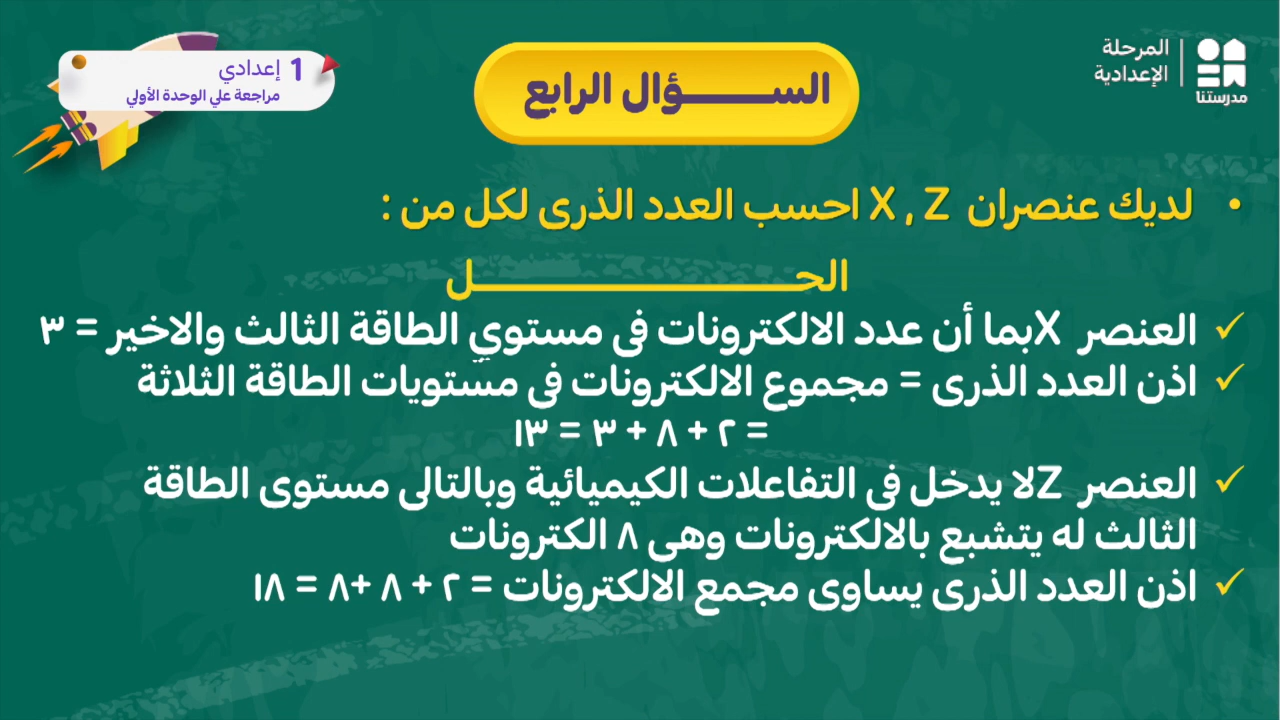 المرحلة
الإعدادية
مدرستنا
1 إعدادي
مراجعة علي الوحدة الأولي
الســـــــؤال الرابع
• لديك عنصران X , Z احسب العدد الذرى لكل من :
الحـــــــــــــــــــــــل
✓ العنصر Xبما أن عدد الالكترونات فى مستوي الطاقة الثالث والاخير = ٣
✓ اذن العدد الذرى = مجموع الالكترونات فى مستويات الطاقة الثلاثة
= ٢ + ٨ + ٣ = ١٣
✓ العنصر Zلا يدخل فى التفاعلات الكيميائية وبالتالى مستوى الطاقة
الثالث له يتشبع بالالكترونات وهى ٨ الكترونات
✓ اذن العدد الذرى يساوى مجمع الالكترونات = ٢ + ٨ +٨ = ١٨